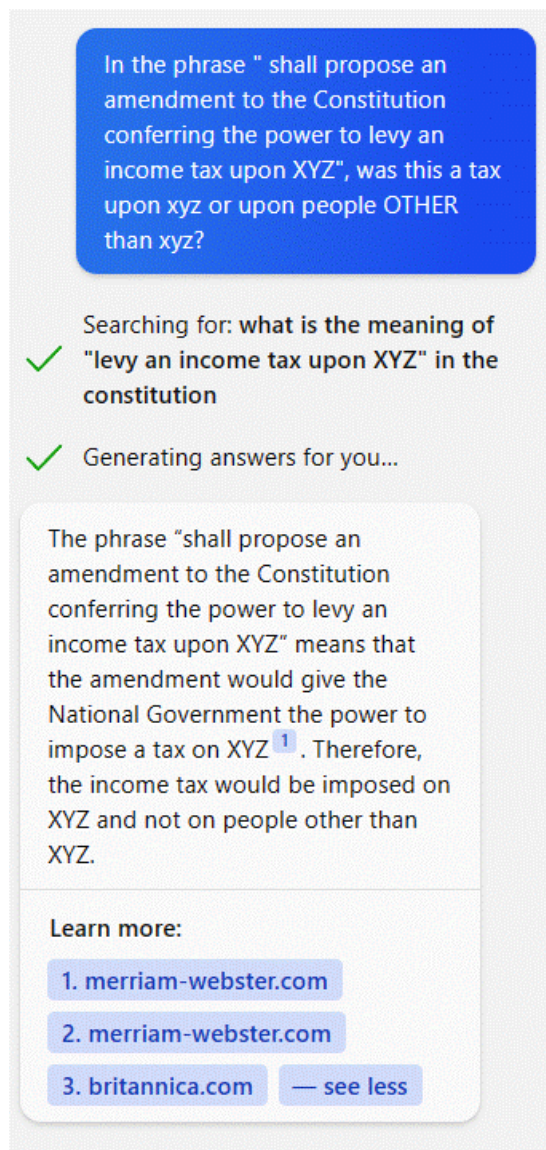 In the phrase " shall propose an
amendment to the Constitution
conferring the power to levy an
income tax upon XYZ", was this a tax
upon xyz or upon people OTHER
than xyz?
Searching for: what is the meaning of
"levy an income tax upon XYZ" in the
constitution
Generating answers for you...
The phrase “shall propose an
amendment to the Constitution
conferring the power to levy an
income tax upon XYZ” means that
the amendment would give the
National Government the power to
impose a tax on XYZ 1 . Therefore,
the income tax would be imposed on
XYZ and not on people other than
XYZ.
Learn more:
1. merriam-webster.com
2. merriam-webster.com
3. britannica.com — see less